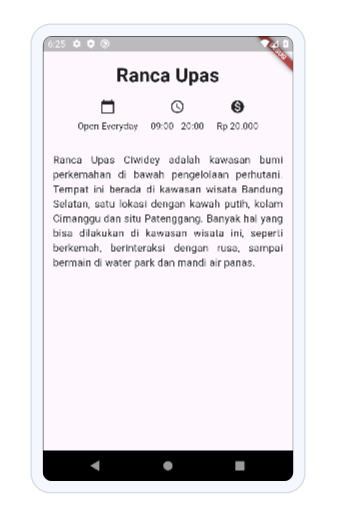 6:25
DEBUG
Ranca Upas
Open Everyday 09:00 20:00 Rp 20.000
Ranca Upas Ciwidey adalah kawasan bumi
perkemahan di bawah pengelolaan perhutani.
Tempat ini berada di kawasan wisata Bandung
Selatan, satu lokasi dengan kawah putih, kolam
Cimanggu dan situ Patenggang. Banyak hal yang
bisa dilakukan di kawasan wisata ini, seperti
berkemah, berinteraksi dengan rusa, sampai
bermain di water park dan mandi air panas.